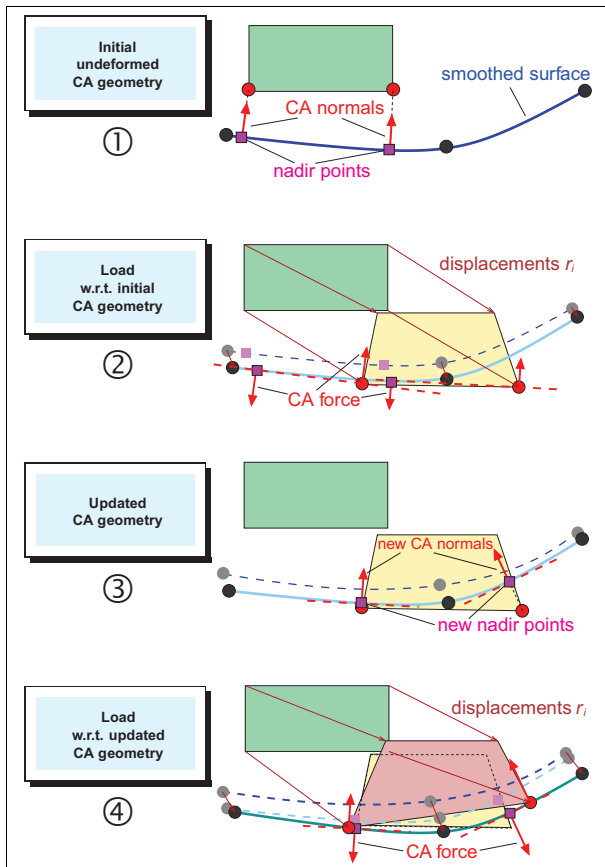 Initial
undeformed
CA geometry
①
smoothed surface
CA normals
nadir points
Load
w.r.t. initial
CA geometry
②
displacements rᵢ
CA force
Updated
CA geometry
③
new CA normals
new nadir points
Load
w.r.t. updated
CA geometry
④
displacements rᵢ
CA force